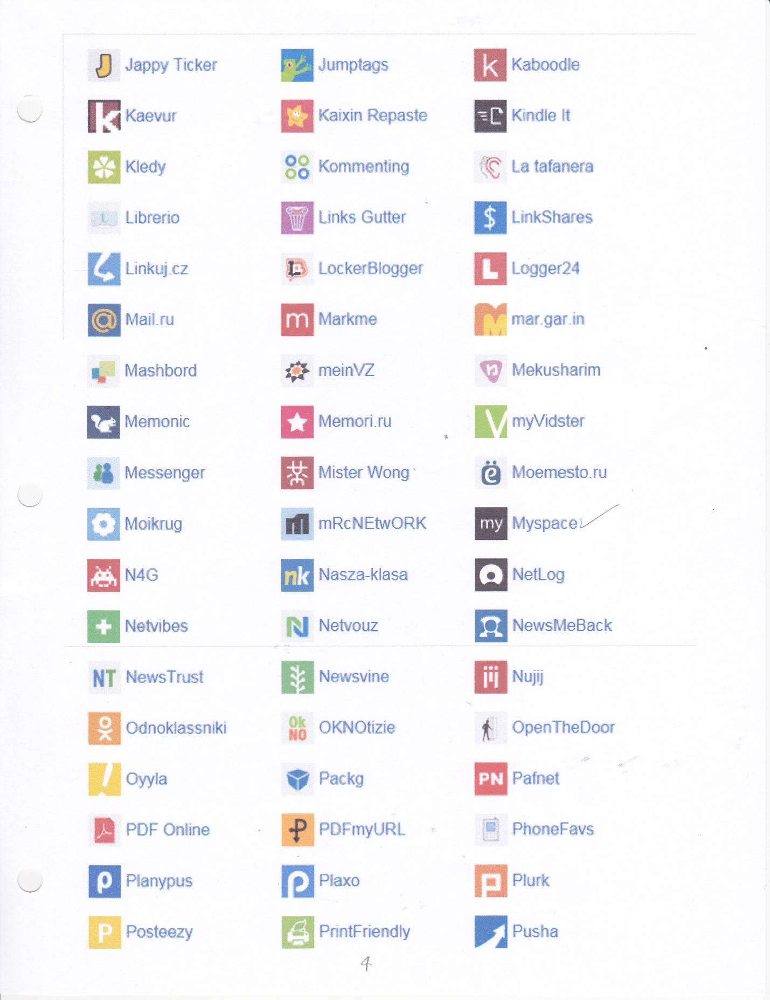 Jappy Ticker Jumptags k Kaboodle
k Kaevur Kaixin Repaste Kindle It
Kledy Kommenting La tafanera
L Librerio Links Gutter $ LinkShares
Linkuj.cz LB LockerBlogger L Logger24
@ Mail.ru m Markme M mar.gar.in
Mashbord meinVZ Mekusharim
Memonic Memori.ru V myVidster
Messenger Mister Wong ë Moemesto.ru
Moikrug m mRcNEtwORK my Myspace ✓
N4G nk Nasza-klasa NetLog
+ Netvibes N Netvouz NewsMeBack
NT NewsTrust Newsvine Nujij
Odnoklassniki Ok NO OKNOtizie OpenTheDoor
Oyyla Packg PN Pafnet
PDF Online P PDFmyURL PhoneFavs
p Planypus p Plaxo p Plurk
P Posteezy PrintFriendly Pusha
4